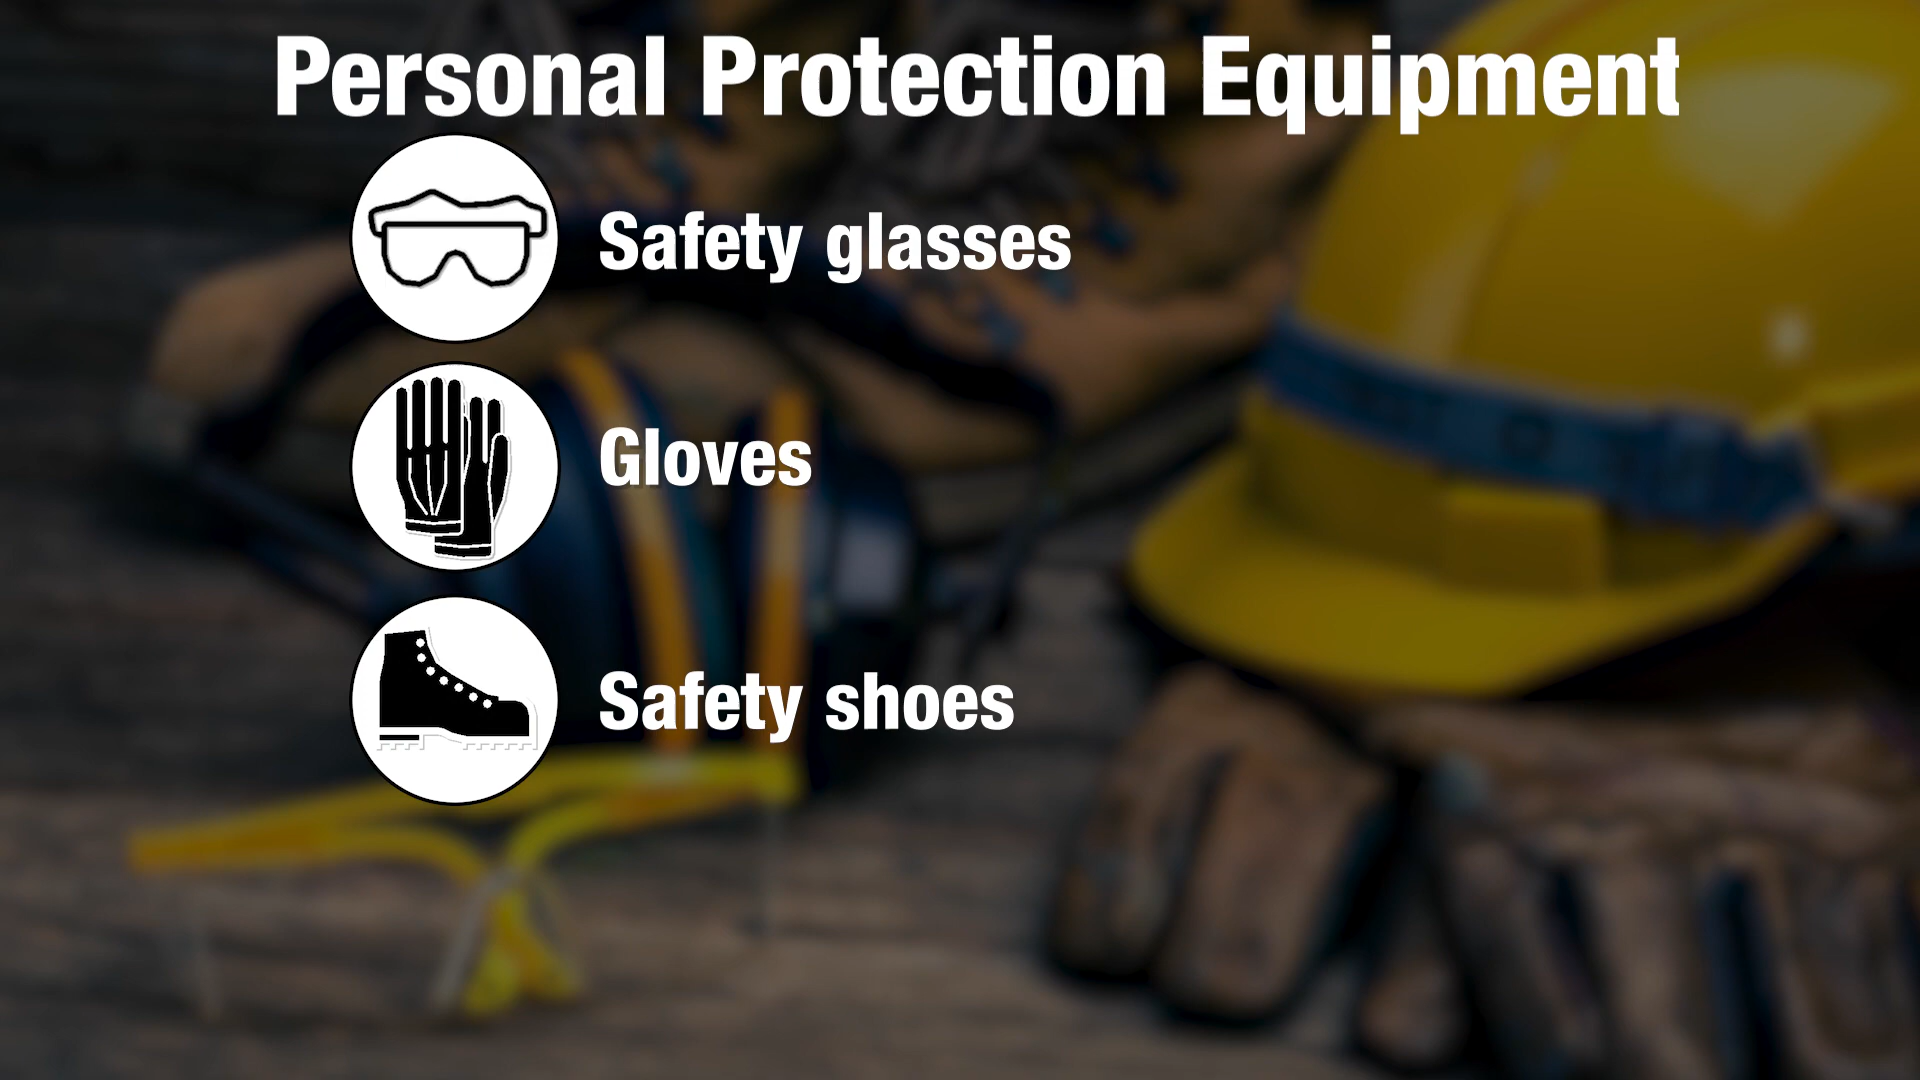 Personal Protection Equipment
Safety glasses
Gloves
Safety shoes